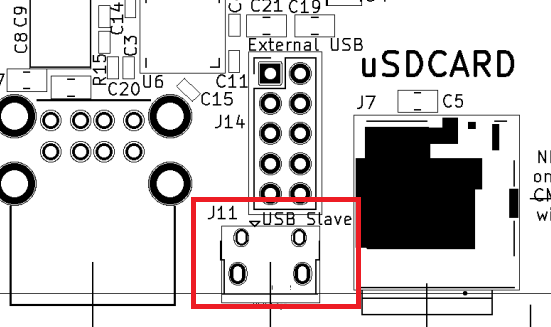 C8
C9
C14
C3
R15
C20
U6
C15
C21
C19
External USB
C11
J14
uSDCARD
J7
C5
J11
USB Slave
on
CM
wi